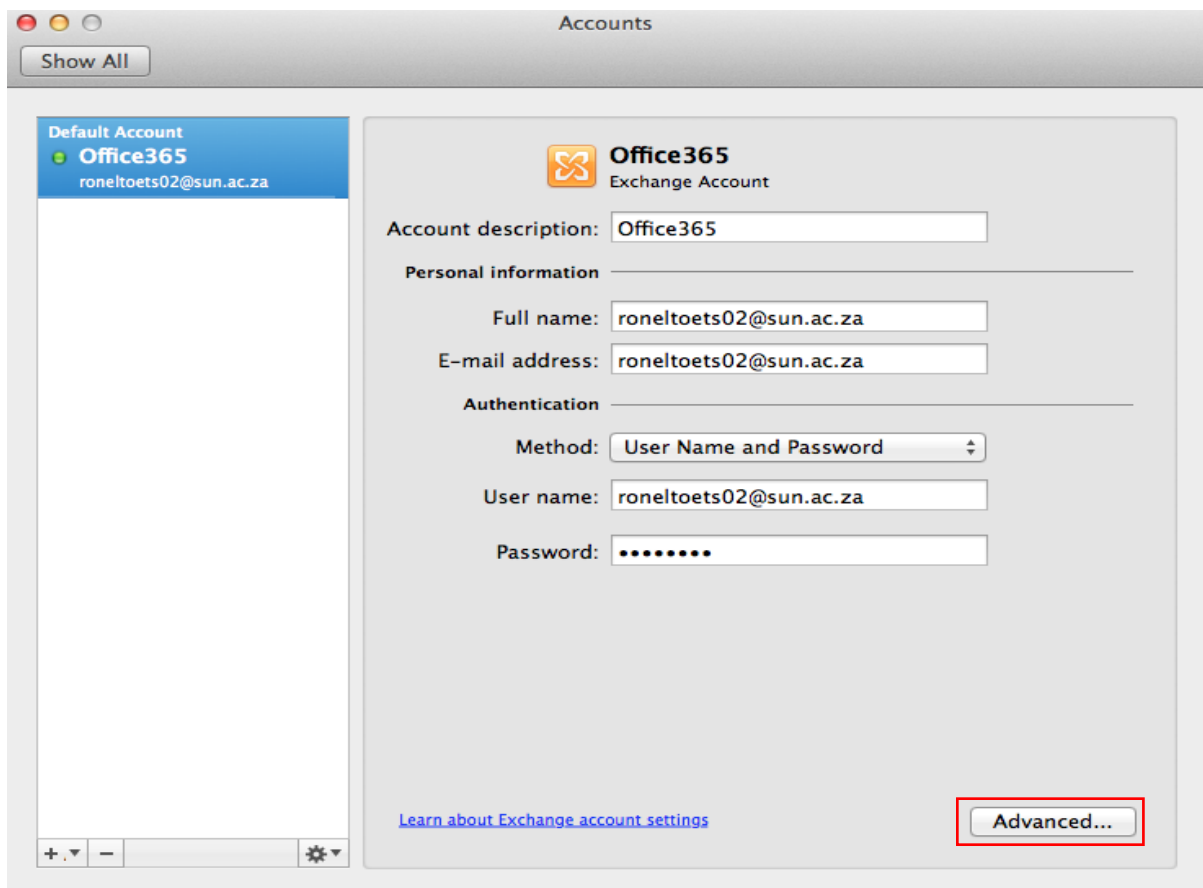 Accounts
Show All
Default Account
Office365
roneltoets02@sun.ac.za
Office365
Exchange Account
Account description: Office365
Personal information
Full name: roneltoets02@sun.ac.za
E-mail address: roneltoets02@sun.ac.za
Authentication
Method: User Name and Password
User name: roneltoets02@sun.ac.za
Password: ••••••••
Learn about Exchange account settings
Advanced...